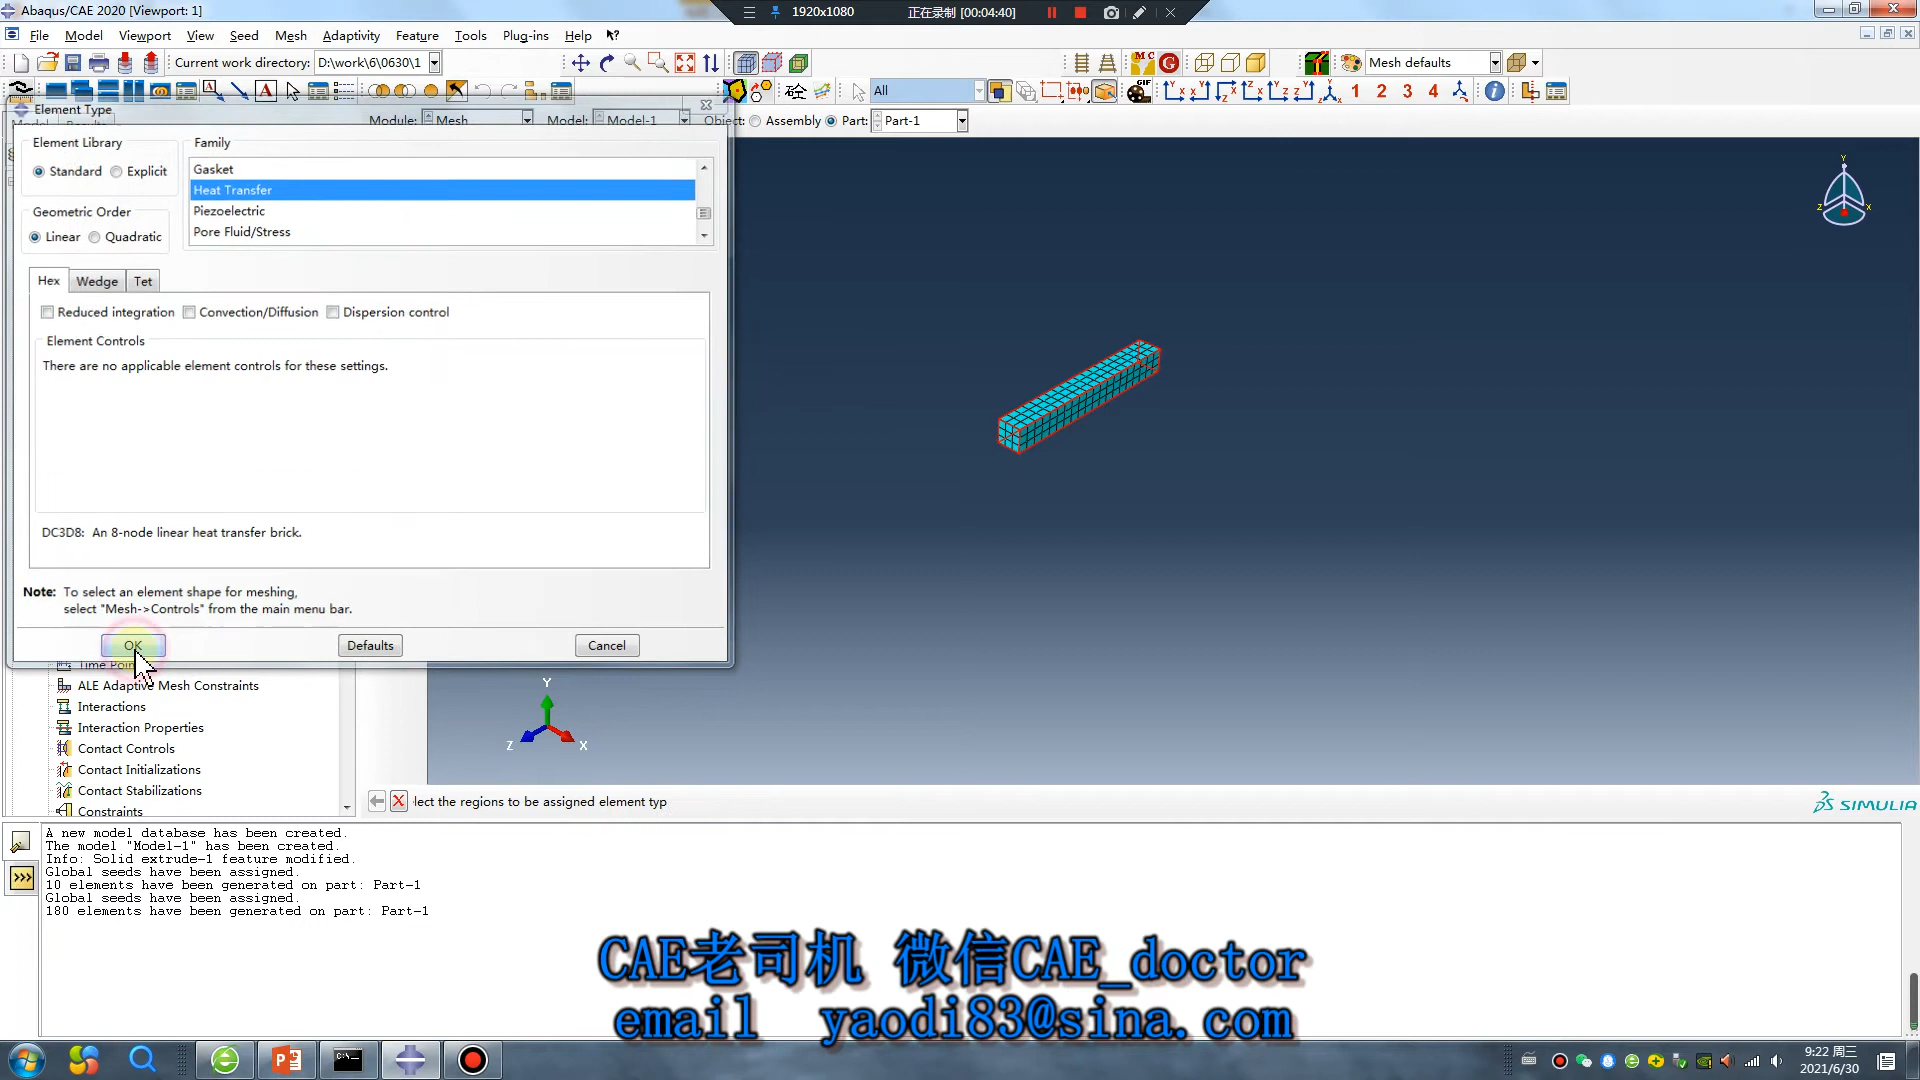 Abaqus/CAE 2020 [Viewport: 1]
1920x1080 正在录制 [00:04:40]
File Model Viewport View Seed Mesh Adaptivity Feature Tools Plug-ins Help
Current work directory: D:\work\6\0630\1
Mesh defaults
All
1 2 3 4
Element Type
Module: Mesh Model: Model-1 Object: Assembly Part: Part-1
Element Library
Standard Explicit
Family
Gasket
Heat Transfer
Piezoelectric
Pore Fluid/Stress
Geometric Order
Linear Quadratic
Hex Wedge Tet
Reduced integration Convection/Diffusion Dispersion control
Element Controls
There are no applicable element controls for these settings.
DC3D8: An 8-node linear heat transfer brick.
Note: To select an element shape for meshing,
select "Mesh->Controls" from the main menu bar.
OK Defaults Cancel
Time Poin
ALE Adaptive Mesh Constraints
Interactions
Interaction Properties
Contact Controls
Contact Initializations
Contact Stabilizations
Constraints
Y
Z X
Y
Z X
lect the regions to be assigned element typ
SIMULIA
A new model database has been created.
The model "Model-1" has been created.
Info: Solid extrude-1 feature modified.
Global seeds have been assigned.
10 elements have been generated on part: Part-1
Global seeds have been assigned.
180 elements have been generated on part: Part-1
CAE老司机 微信CAE_doctor
email yaodi83@sina.com
9:22 周三
2021/6/30